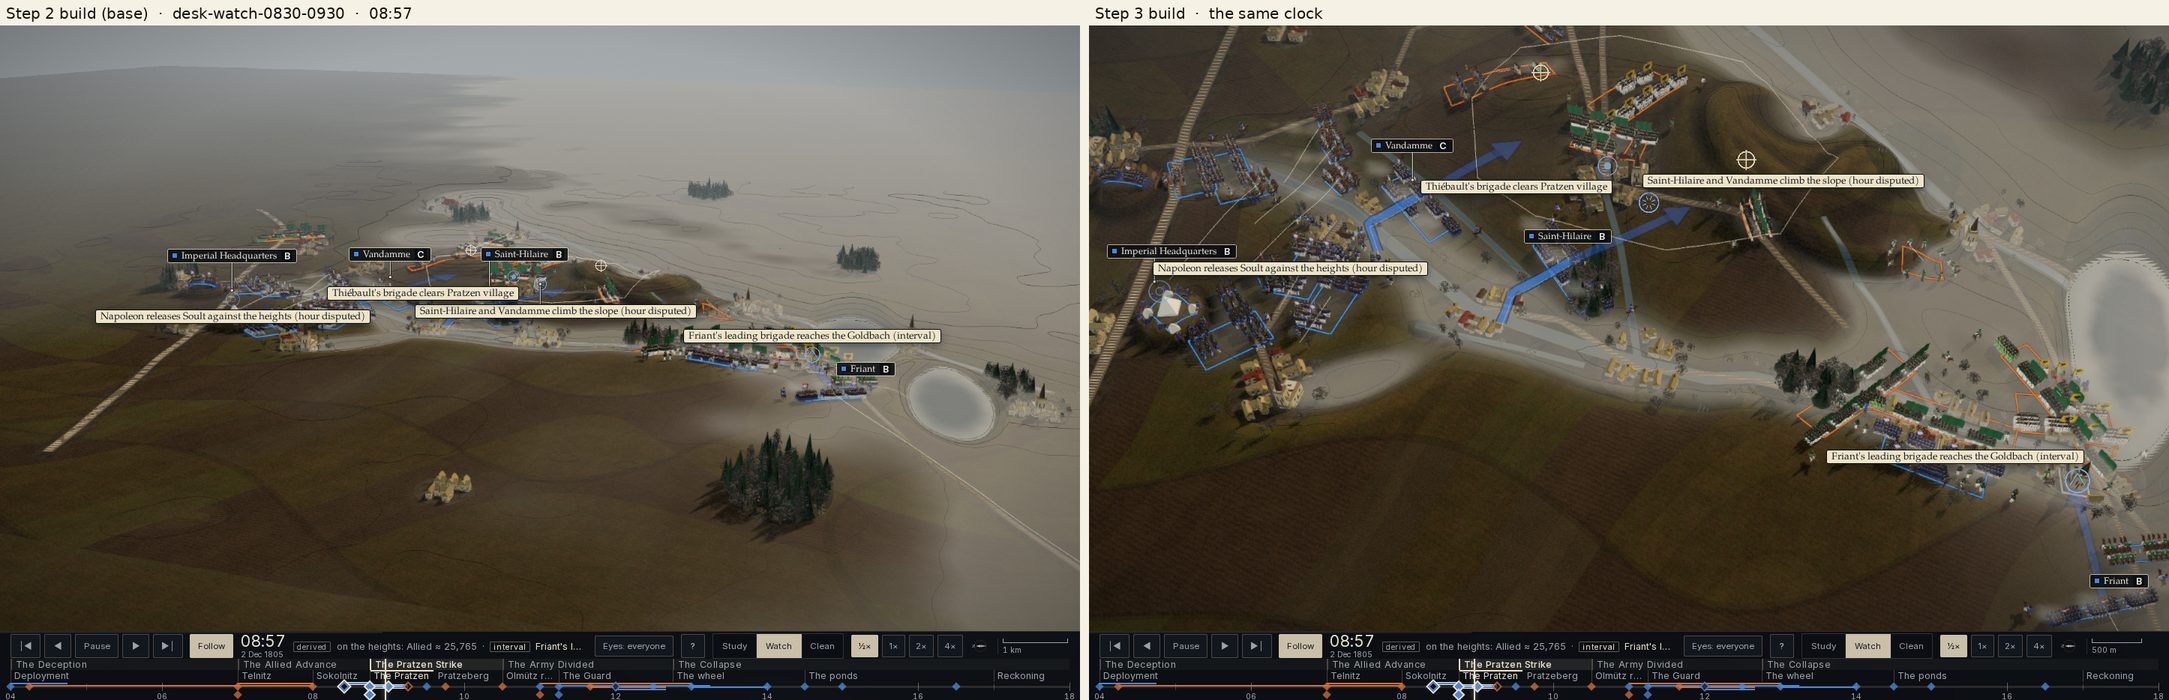 Step 2 build (base) · desk-watch-0830-0930 · 08:57
Imperial Headquarters B
Vandamme C
Saint-Hilaire B
Thiébault's brigade clears Pratzen village
Napoleon releases Soult against the heights (hour disputed)
Saint-Hilaire and Vandamme climb the slope (hour disputed)
Friant's leading brigade reaches the Goldbach (interval)
Friant B
Pause
Follow
08:57
2 Dec 1805
derived on the heights: Allied ≈ 25,765 · interval Friant's l...
Eyes: everyone
?
Study Watch Clean
½× 1× 2× 4×
1 km
The Deception The Allied Advance The Pratzen Strike The Army Divided The Collapse
Deployment Telnitz Sokolnitz The Pratzen Pratzeberg Olmütz r... The Guard The wheel The ponds Reckoning
04 06 08 10 12 14 16 18
Step 3 build · the same clock
Vandamme C
Thiébault's brigade clears Pratzen village
Saint-Hilaire and Vandamme climb the slope (hour disputed)
Saint-Hilaire B
Imperial Headquarters B
Napoleon releases Soult against the heights (hour disputed)
Friant's leading brigade reaches the Goldbach (interval)
Friant B
Pause
Follow
08:57
2 Dec 1805
derived on the heights: Allied ≈ 25,765 · interval Friant's l...
Eyes: everyone
?
Study Watch Clean
½× 1× 2× 4×
500 m
The Deception The Allied Advance The Pratzen Strike The Army Divided The Collapse
Deployment Telnitz Sokolnitz The Pratzen Pratzeberg Olmütz r... The Guard The wheel The ponds Reckoning
04 06 08 10 12 14 16 18